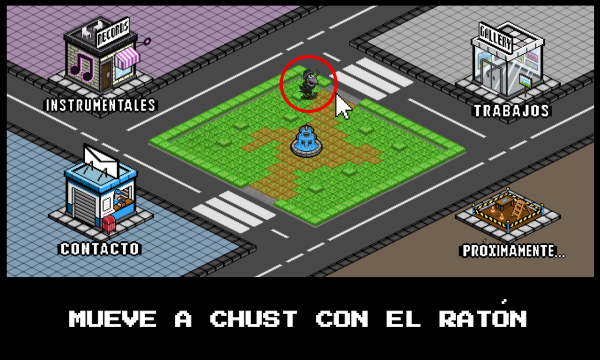 RECORDS
GALLERY
INSTRUMENTALES
TRABAJOS
CONTACTO
PROXIMAMENTE...
MUEVE A CHUST CON EL RATÓN